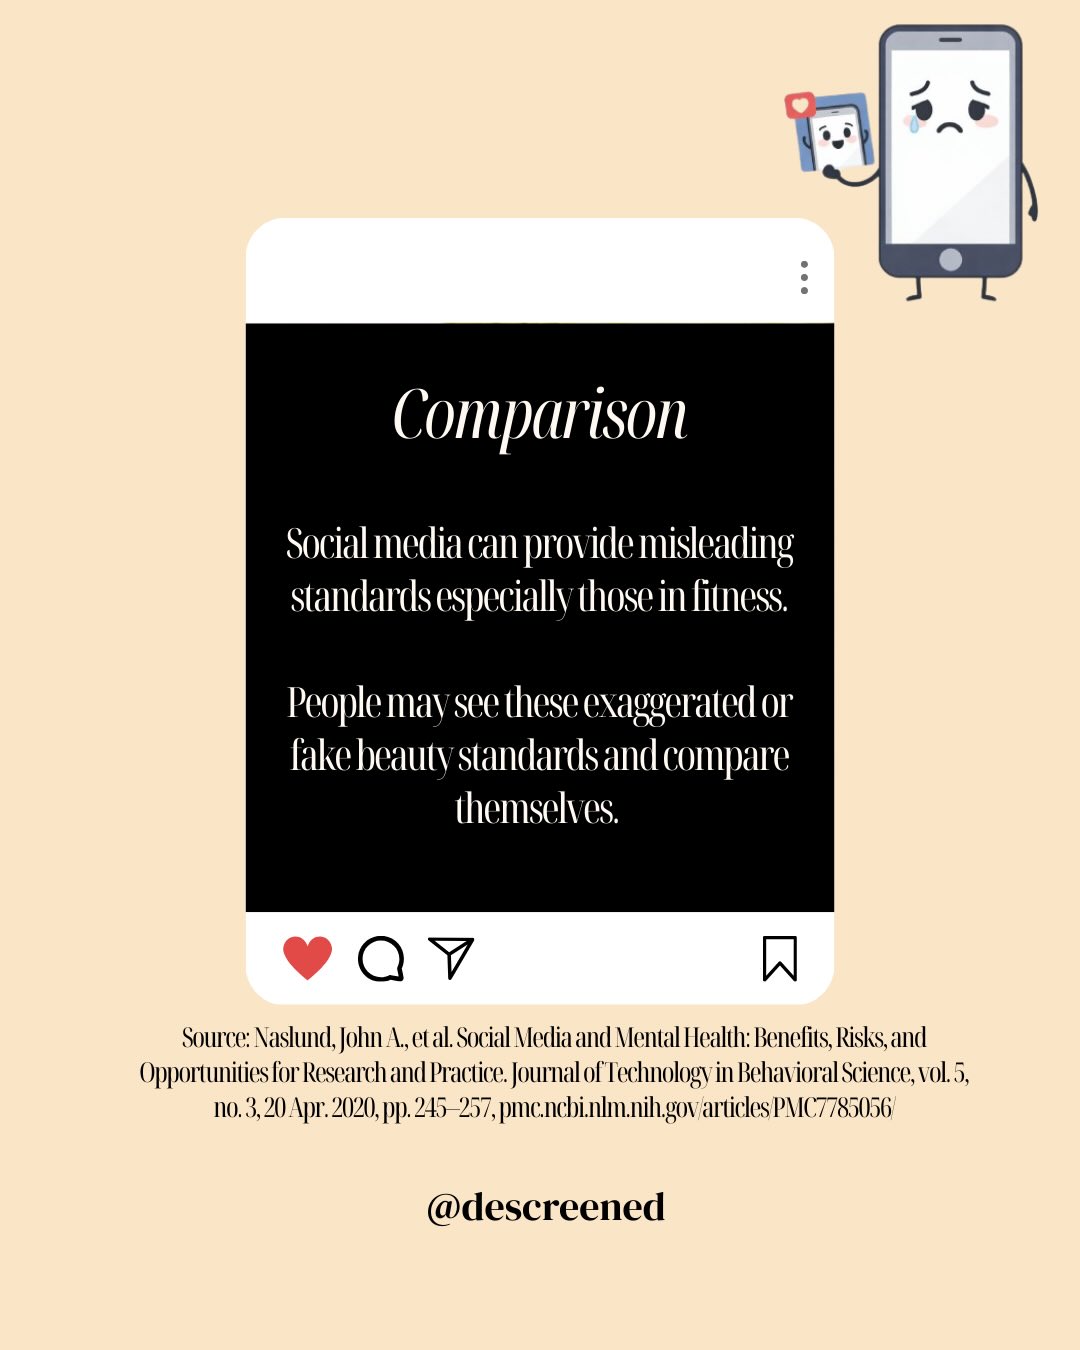 Comparison
Social media can provide misleading
standards especially those in fitness.
People may see these exaggerated or
fake beauty standards and compare
themselves.
Source: Naslund, John A., et al. Social Media and Mental Health: Benefits, Risks, and
Opportunities for Research and Practice. Journal of Technology in Behavioral Science, vol. 5,
no. 3, 20 Apr. 2020, pp. 245–257, pmc.ncbi.nlm.nih.gov/articles/PMC7785056/
@descreened